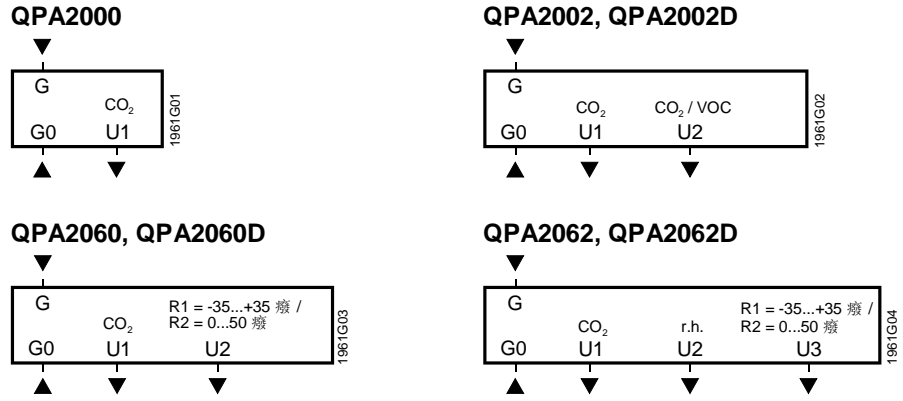 QPA2000
G
CO₂
G0 U1
1961G01
QPA2002, QPA2002D
G
CO₂ CO₂ / VOC
G0 U1 U2
1961G02
QPA2060, QPA2060D
G
R1 = -35...+35 癈 /
CO₂ R2 = 0...50 癈
G0 U1 U2
1961G03
QPA2062, QPA2062D
G
R1 = -35...+35 癈 /
CO₂ r.h. R2 = 0...50 癈
G0 U1 U2 U3
1961G04